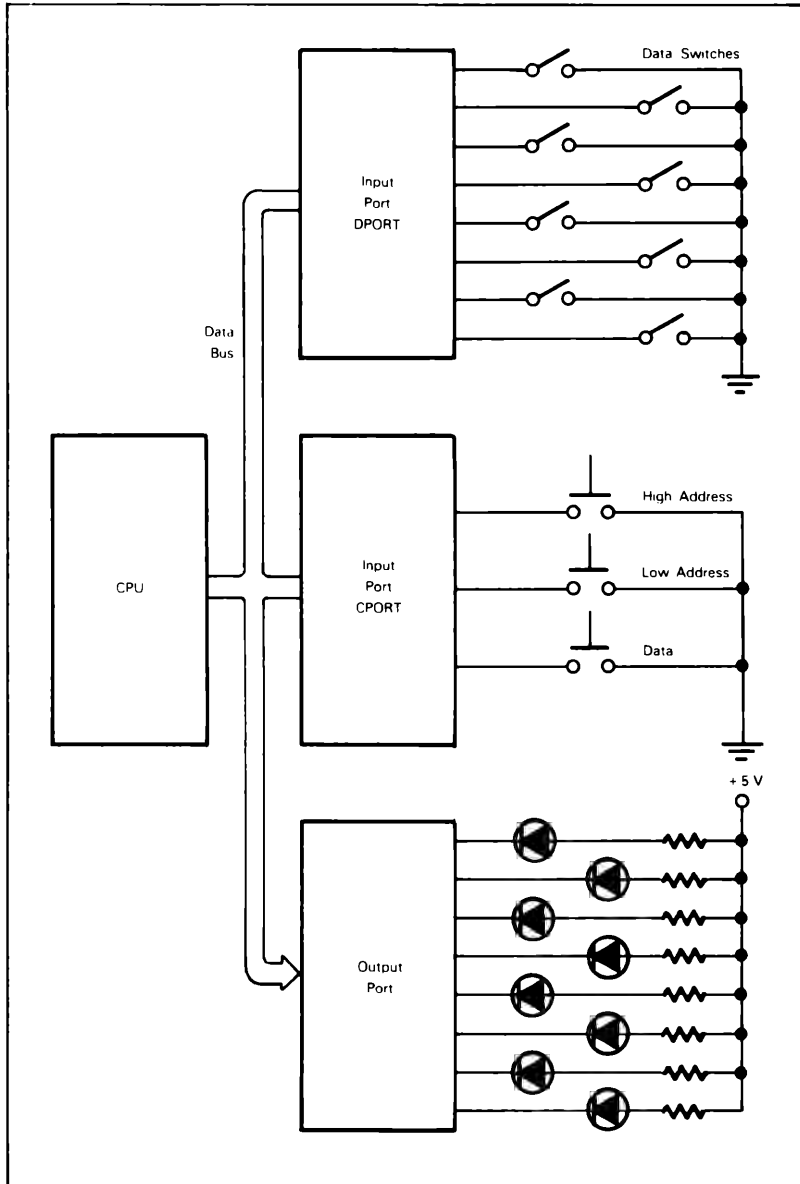 Data Switches
Input
Port
DPORT
Data
Bus
CPU
Input
Port
CPORT
High Address
Low Address
Data
+ 5 V
Output
Port